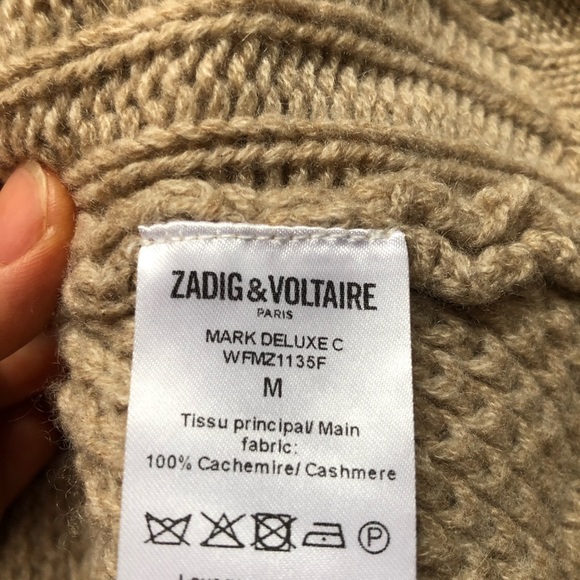 ZADIG&VOLTAIRE
PARIS
MARK DELUXE C
WFMZ1135F
M
Tissu principal/ Main
fabric:
100% Cachemire/ Cashmere
P